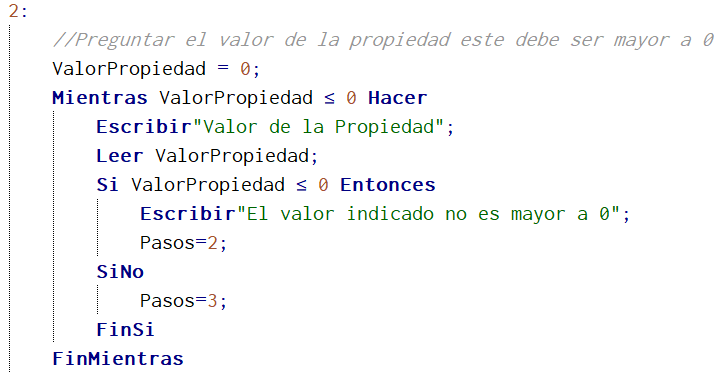 2:
//Preguntar el valor de la propiedad este debe ser mayor a 0
ValorPropiedad = 0;
Mientras ValorPropiedad ≤ 0 Hacer
Escribir"Valor de la Propiedad";
Leer ValorPropiedad;
Si ValorPropiedad ≤ 0 Entonces
Escribir"El valor indicado no es mayor a 0";
Pasos=2;
SiNo
Pasos=3;
FinSi
FinMientras